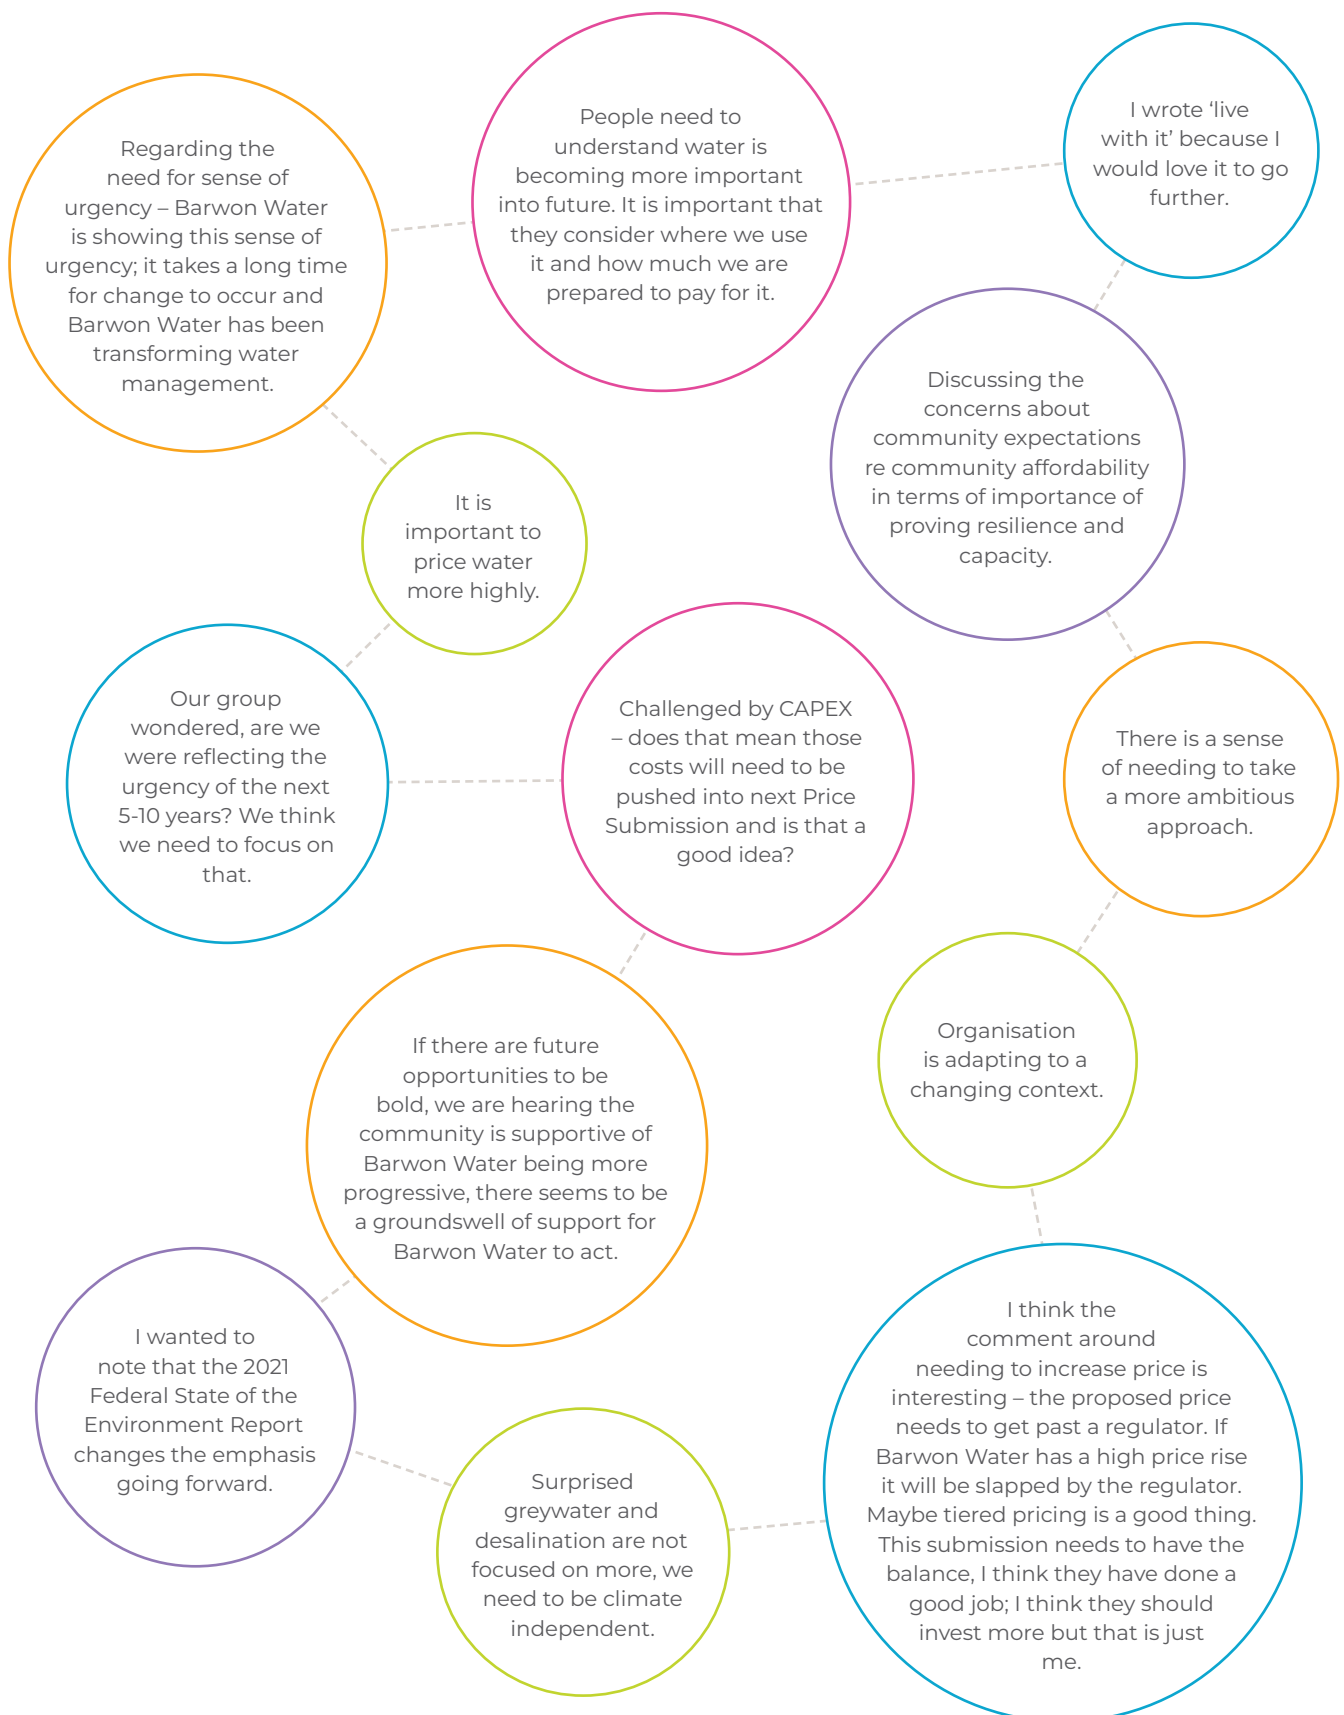 Regarding the
need for sense of
urgency – Barwon Water
is showing this sense of
urgency; it takes a long time
for change to occur and
Barwon Water has been
transforming water
management.
People need to
understand water is
becoming more important
into future. It is important that
they consider where we use
it and how much we are
prepared to pay for it.
I wrote ‘live
with it’ because I
would love it to go
further.
Discussing the
concerns about
community expectations
re community affordability
in terms of importance of
proving resilience and
capacity.
It is
important to
price water
more highly.
Our group
wondered, are we
were reflecting the
urgency of the next
5-10 years? We think
we need to focus on
that.
Challenged by CAPEX
– does that mean those
costs will need to be
pushed into next Price
Submission and is that a
good idea?
There is a sense
of needing to take
a more ambitious
approach.
Organisation
is adapting to a
changing context.
If there are future
opportunities to be
bold, we are hearing the
community is supportive of
Barwon Water being more
progressive, there seems to be
a groundswell of support for
Barwon Water to act.
I wanted to
note that the 2021
Federal State of the
Environment Report
changes the emphasis
going forward.
Surprised
greywater and
desalination are not
focused on more, we
need to be climate
independent.
I think the
comment around
needing to increase price is
interesting – the proposed price
needs to get past a regulator. If
Barwon Water has a high price rise
it will be slapped by the regulator.
Maybe tiered pricing is a good thing.
This submission needs to have the
balance, I think they have done a
good job; I think they should
invest more but that is just
me.